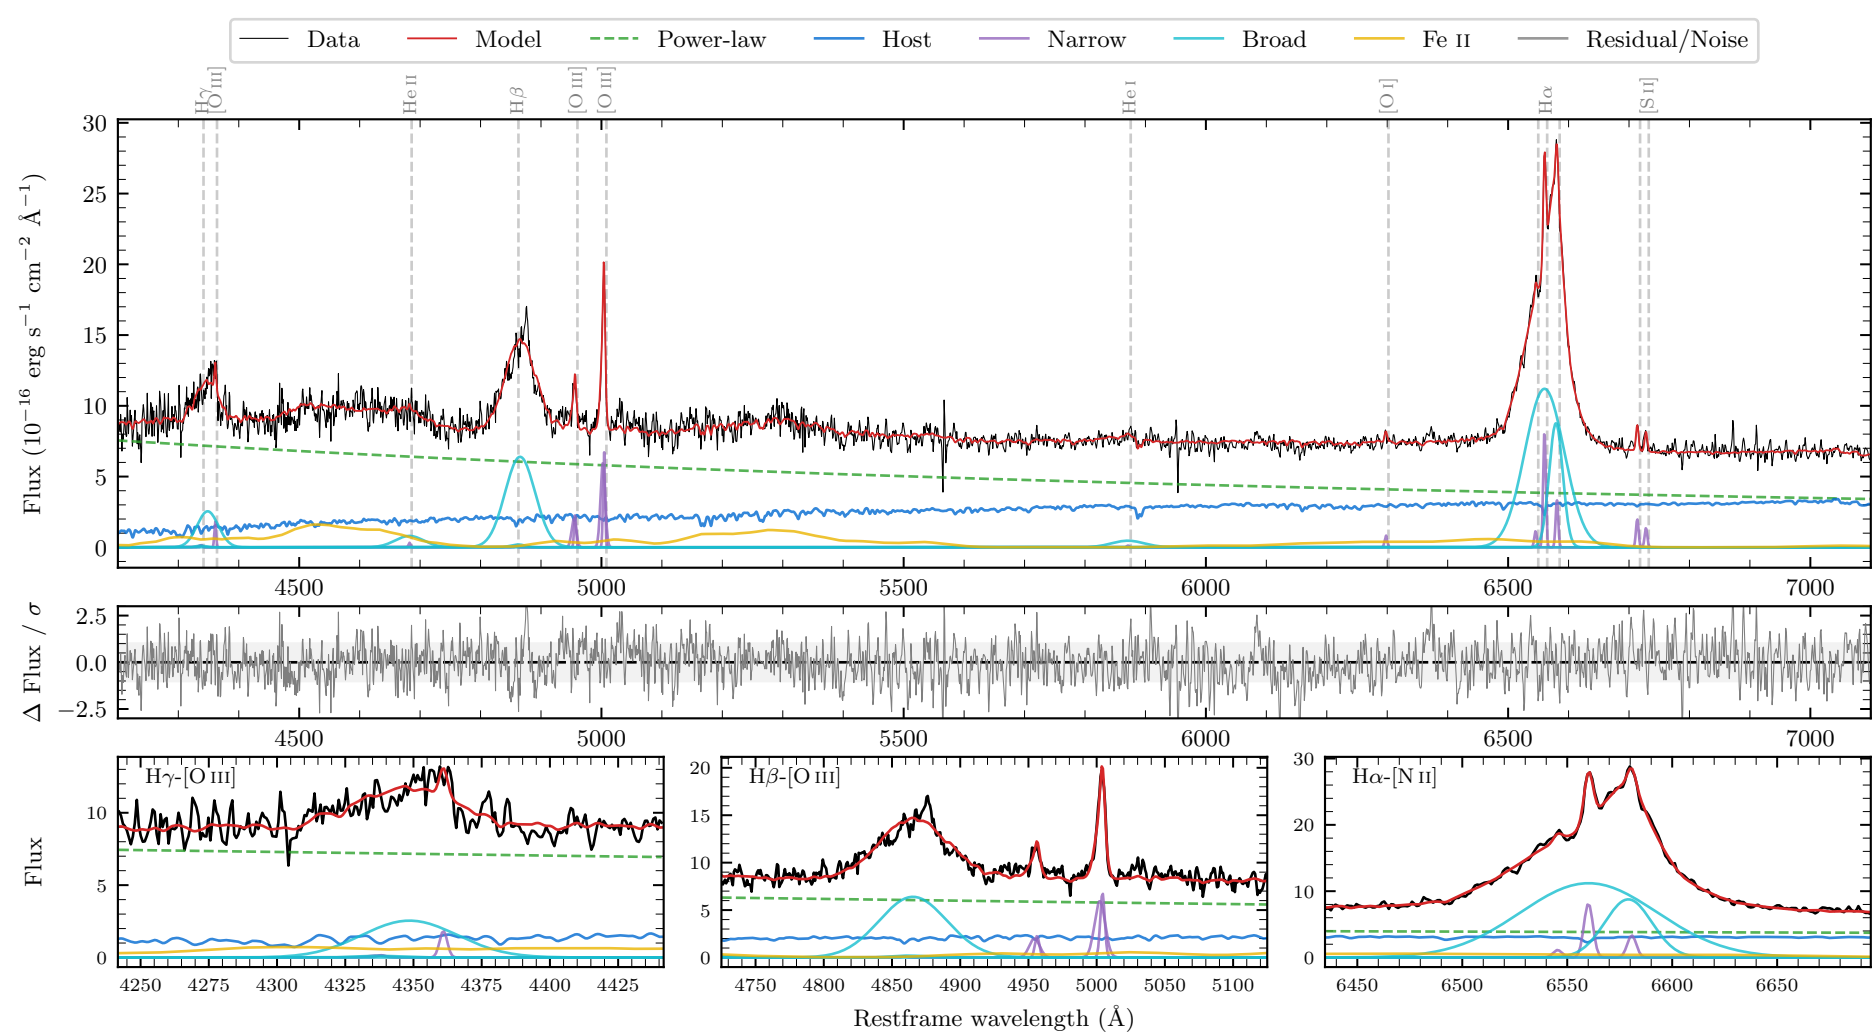 Data Model Power-law Host Narrow Broad Fe II Residual/Noise
Hγ [O III] He II Hβ [O III] [O III] He I [O I] Hα [S II]
Flux (10⁻¹⁶ erg s⁻¹ cm⁻² Å⁻¹)
30
25
20
15
10
5
0
4500 5000 5500 6000 6500 7000
Δ Flux / σ
2.5
0.0
−2.5
4500 5000 5500 6000 6500 7000
Flux
Hγ-[O III]
10
5
0
4250 4275 4300 4325 4350 4375 4400 4425
Hβ-[O III]
20
15
10
5
0
4750 4800 4850 4900 4950 5000 5050 5100
Hα-[N II]
30
20
10
0
6450 6500 6550 6600 6650
Restframe wavelength (Å)